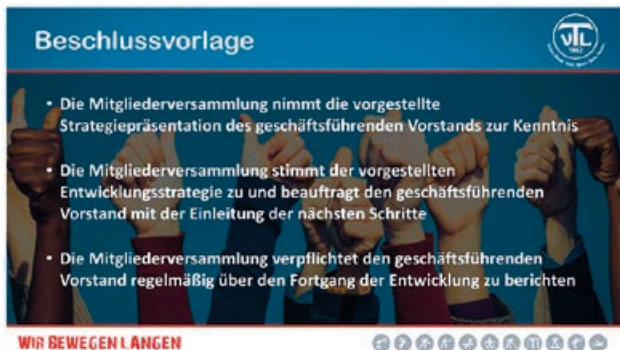 Beschlussvorlage
VTL
1862
• Die Mitgliederversammlung nimmt die vorgestellte
Strategiepräsentation des geschäftsführenden Vorstands zur Kenntnis
• Die Mitgliederversammlung stimmt der vorgestellten
Entwicklungsstrategie zu und beauftragt den geschäftsführenden
Vorstand mit der Einleitung der nächsten Schritte
• Die Mitgliederversammlung verpflichtet den geschäftsführenden
Vorstand regelmäßig über den Fortgang der Entwicklung zu berichten
WIR BEWEGEN LANGEN